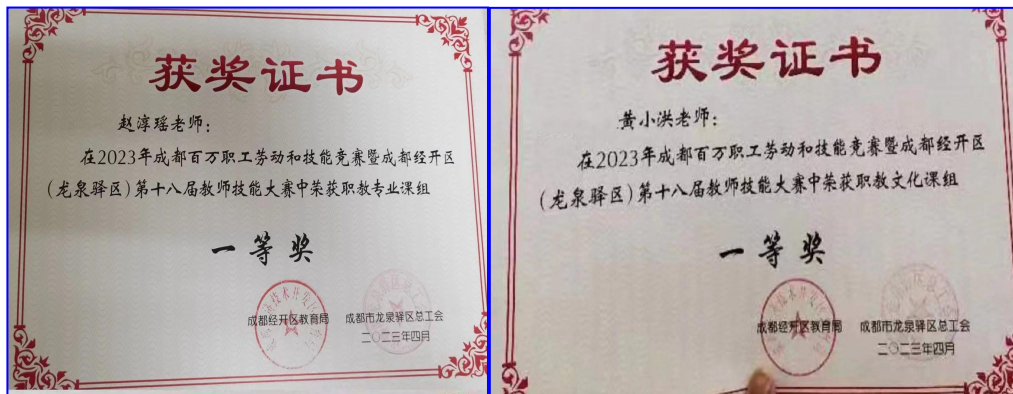 获奖证书
赵淳瑶老师：
在2023年成都百万职工劳动和技能竞赛暨成都经开区
（龙泉驿区）第十八届教师技能大赛中荣获职教专业课组
一等奖
成都经开区教育局 成都市龙泉驿区总工会
二〇二三年四月
获奖证书
黄小洪老师：
在2023年成都百万职工劳动和技能竞赛暨成都经开区
（龙泉驿区）第十八届教师技能大赛中荣获职教文化课组
一等奖
成都经开区教育局 成都市龙泉驿区总工会
二〇二三年四月